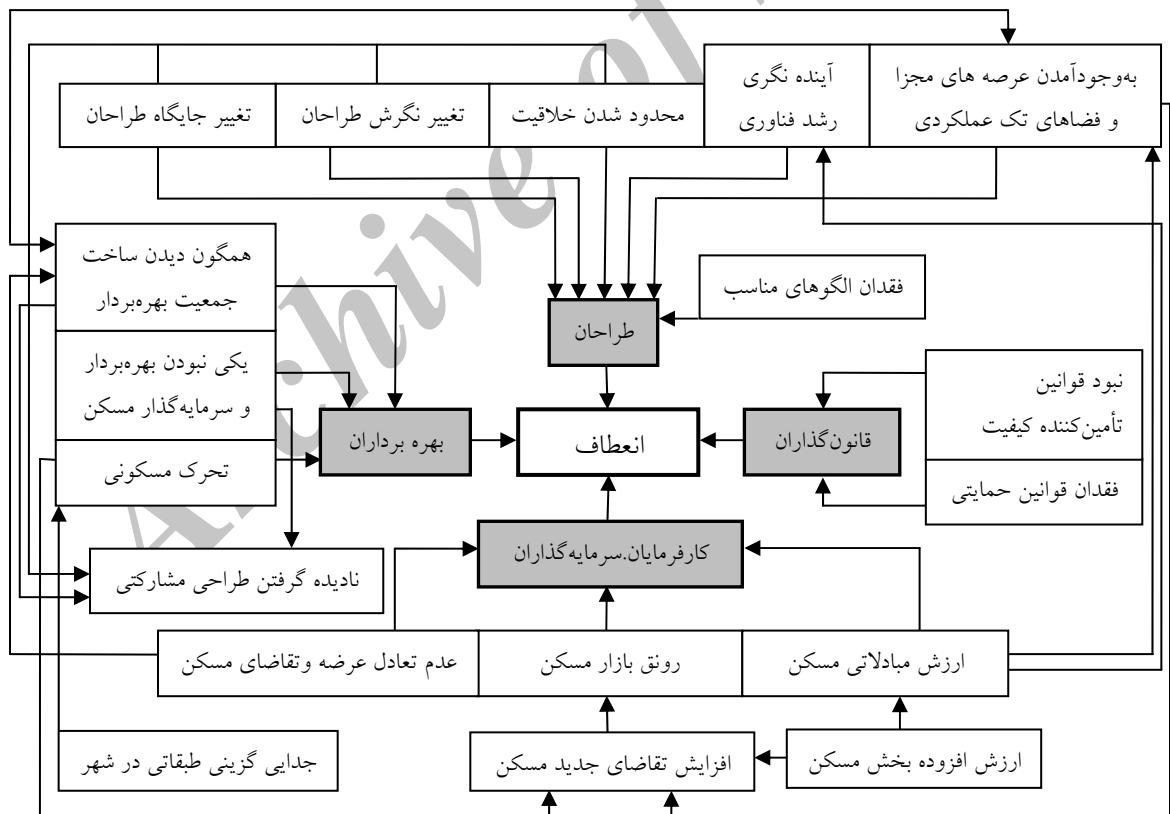 به‌وجودآمدن عرصه های مجزا
و فضاهای تک عملکردی
آینده نگری
رشد فناوری
محدود شدن خلاقیت
تغییر نگرش طراحان
تغییر جایگاه طراحان
همگون دیدن ساخت
جمعیت بهره‌بردار
فقدان الگوهای مناسب
طراحان
یکی نبودن بهره‌بردار
و سرمایه‌گذار مسکن
نبود قوانین
تأمین‌کننده کیفیت
قانون‌گذاران
انعطاف
بهره برداران
تحرک مسکونی
فقدان قوانین حمایتی
کارفرمایان.سرمایه‌گذاران
نادیده گرفتن طراحی مشارکتی
ارزش مبادلاتی مسکن
رونق بازار مسکن
عدم تعادل عرضه وتقاضای مسکن
ارزش افزوده بخش مسکن
افزایش تقاضای جدید مسکن
جدایی گزینی طبقاتی در شهر
Archive of